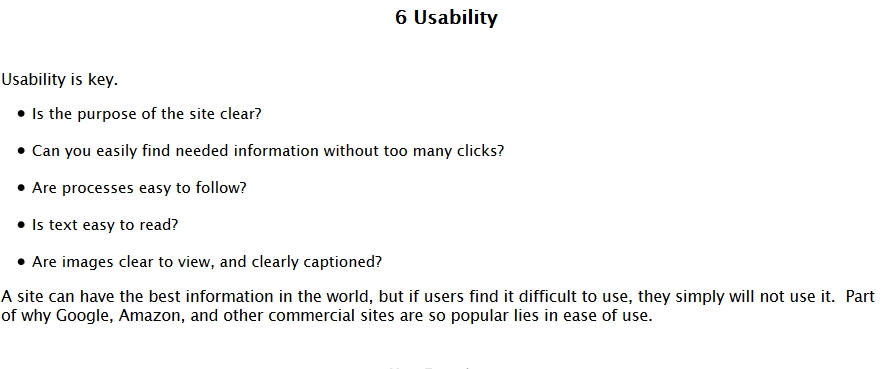 6 Usability
Usability is key.
• Is the purpose of the site clear?
• Can you easily find needed information without too many clicks?
• Are processes easy to follow?
• Is text easy to read?
• Are images clear to view, and clearly captioned?
A site can have the best information in the world, but if users find it difficult to use, they simply will not use it.  Part
of why Google, Amazon, and other commercial sites are so popular lies in ease of use.